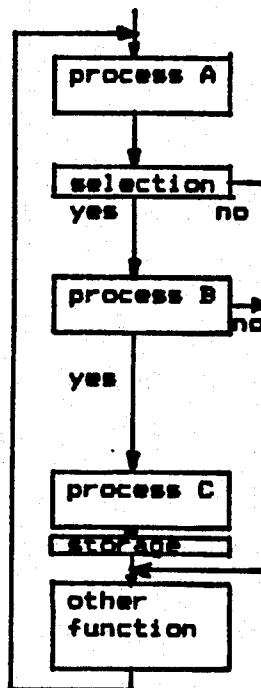 process A
selection
yes no
process B
no
yes
process C
storage
other
function